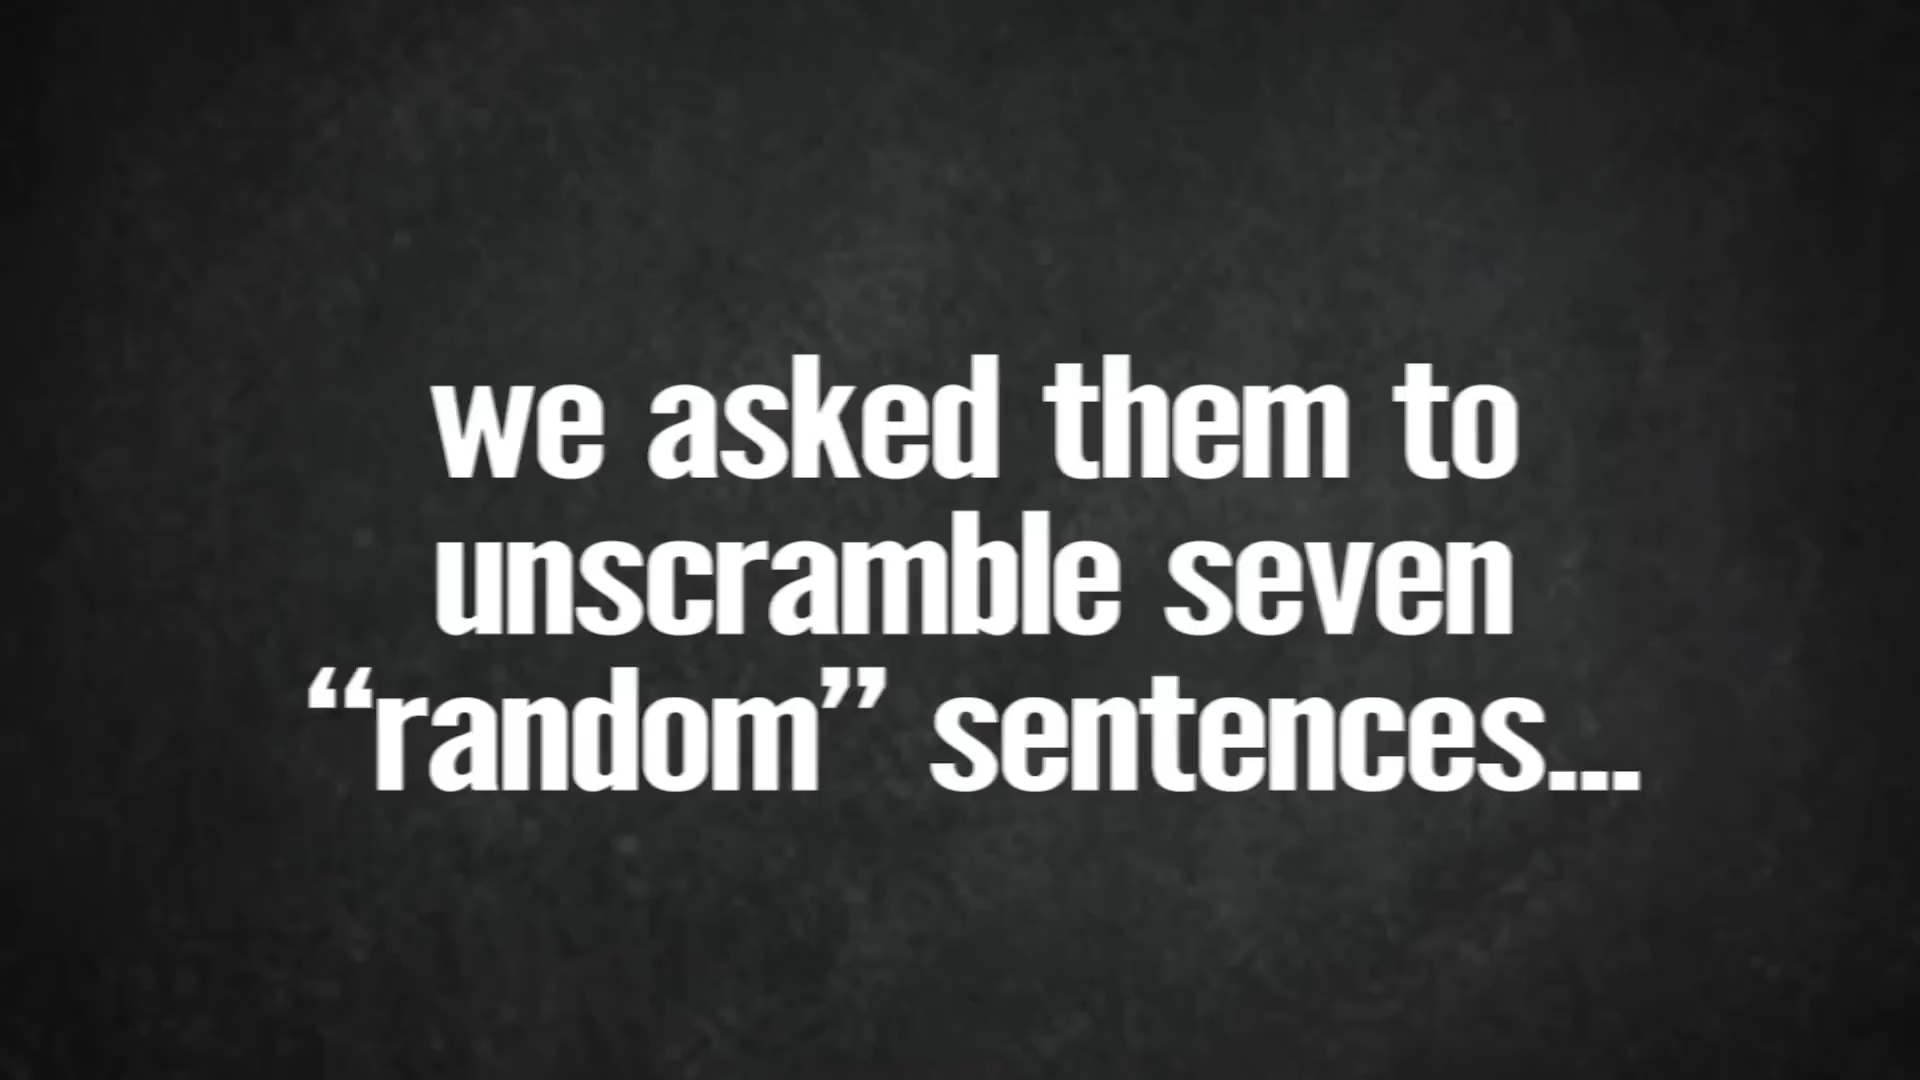 we asked them to
unscramble seven
“random” sentences...